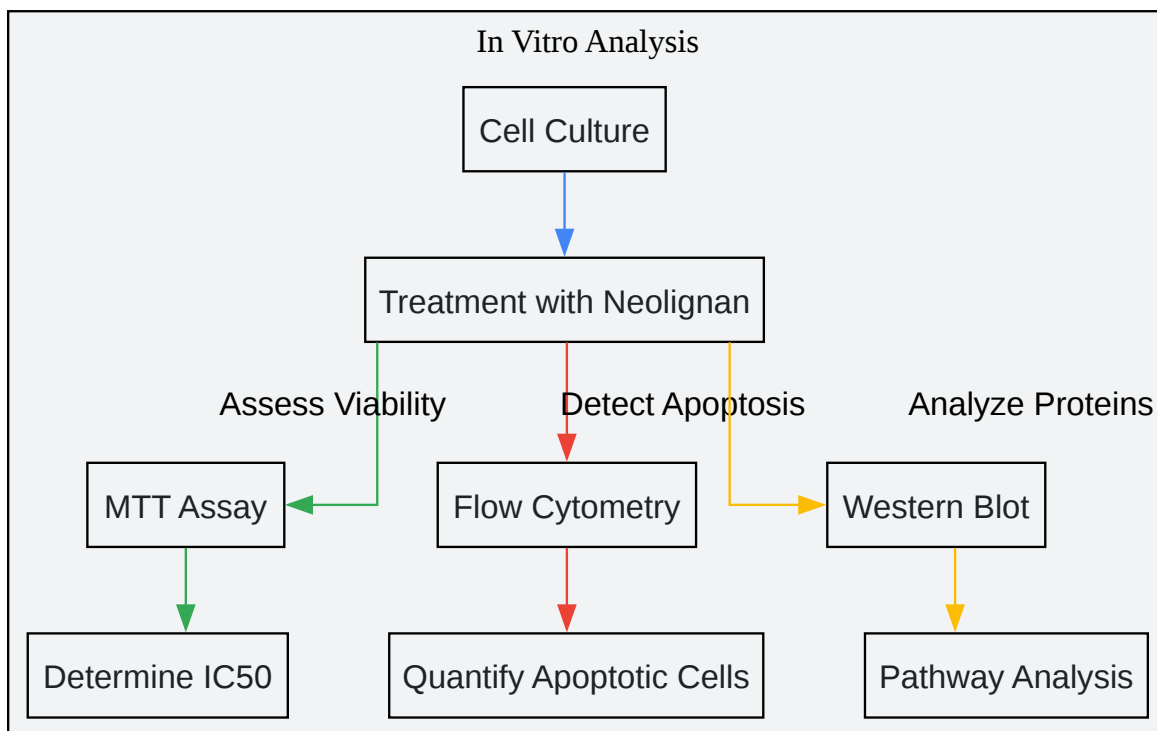 In Vitro Analysis
Cell Culture
Treatment with Neolignan
Assess Viability
Detect Apoptosis
Analyze Proteins
MTT Assay
Flow Cytometry
Western Blot
Determine IC50
Quantify Apoptotic Cells
Pathway Analysis